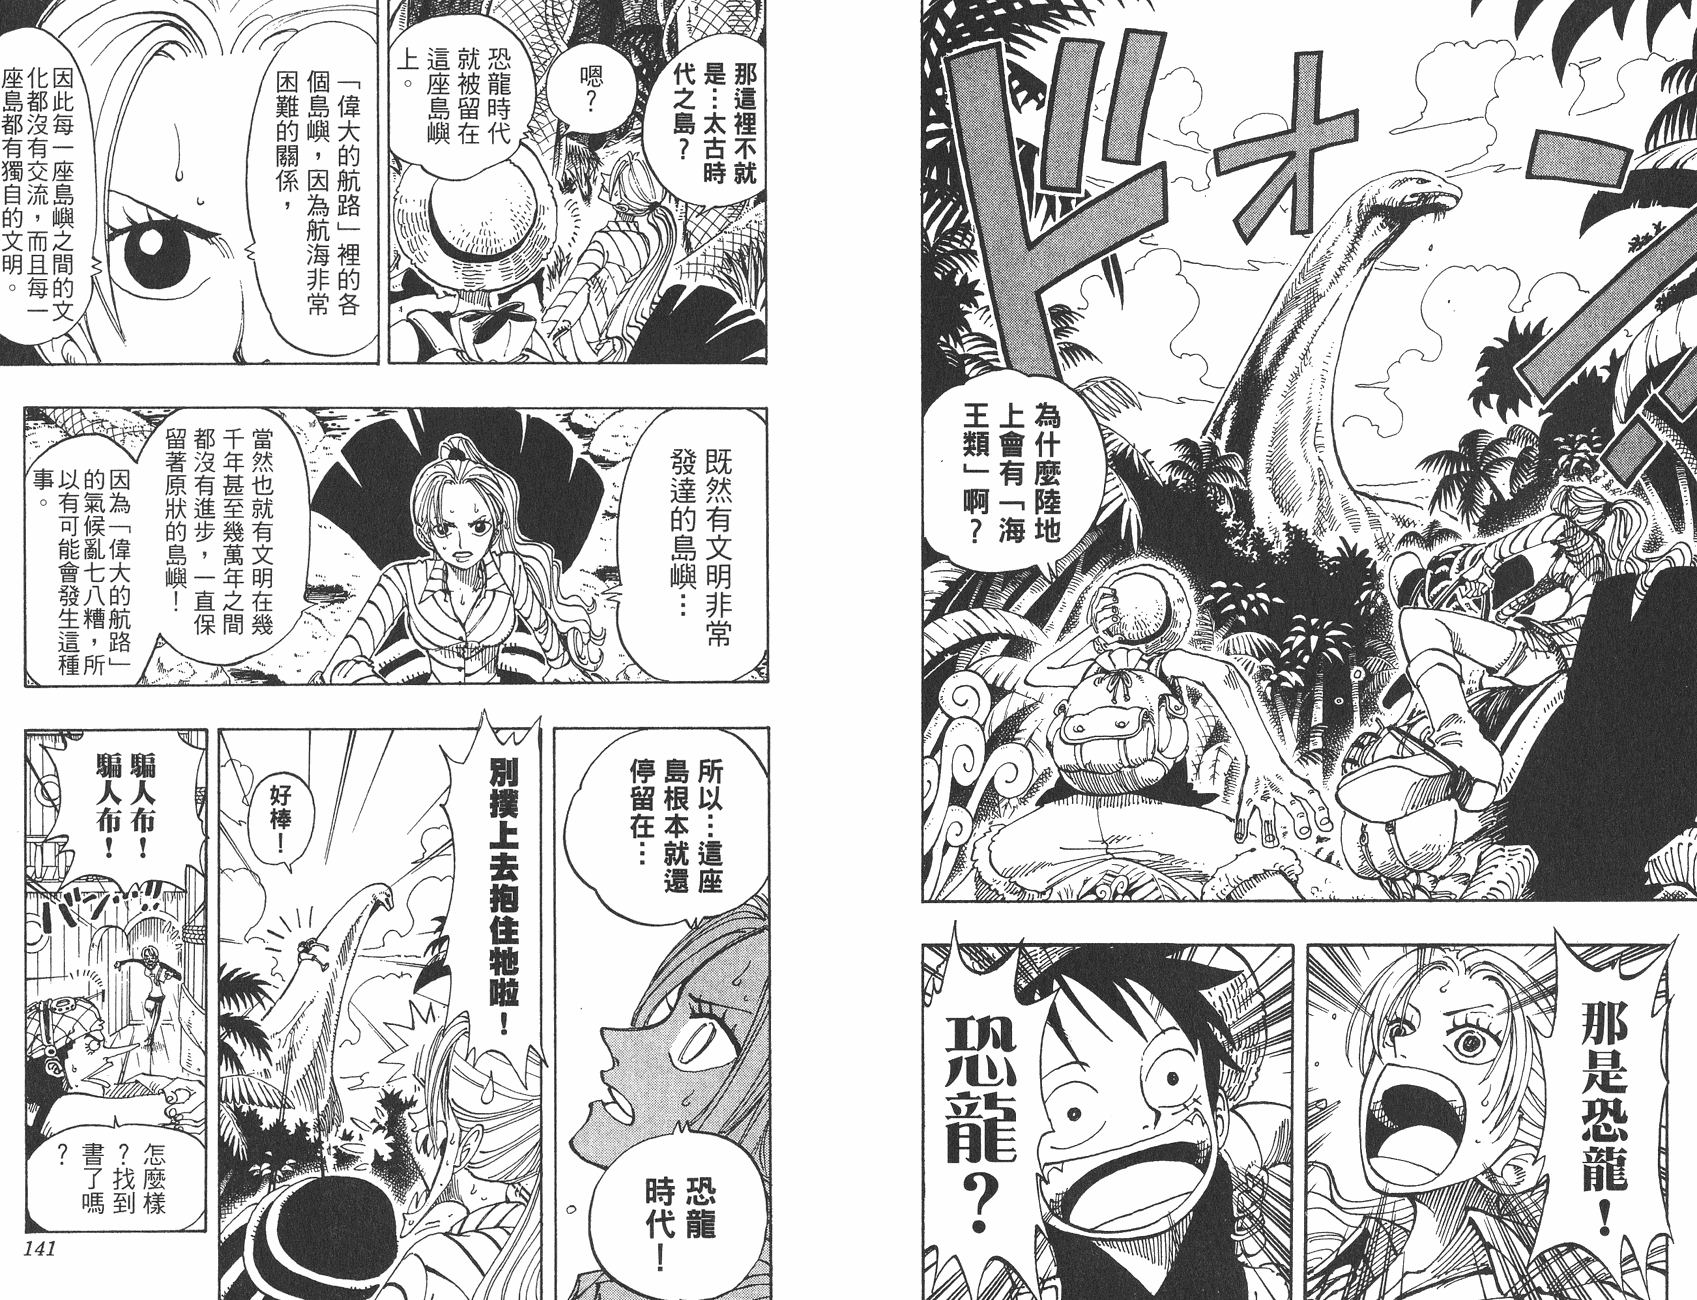 ドオーン
為什麼陸地
上會有「海
王類」啊？
那是恐龍！
恐龍？
那這裡不就
是…太古時
代之島？
嗯？
恐龍時代
就被留在
這座島嶼
上。
「偉大的航路」裡的各
個島嶼，因為航海非常
困難的關係，
因此每一座島嶼之間的文
化都沒有交流，而且每一
座島都有獨自的文明。
既然有文明非常
發達的島嶼…
當然也就有文明在幾
千年甚至幾萬年之間
都沒有進步，一直保
留著原狀的島嶼！
因為「偉大的航路」
的氣候亂七八糟，所
以有可能會發生這種
事。
所以…這座
島根本就還
停留在…
恐龍
時代！
別撲上去抱住牠啦！
好棒！
騙人布！
騙人布！
バン…!!
怎麼樣
？找到
書了嗎
？
141